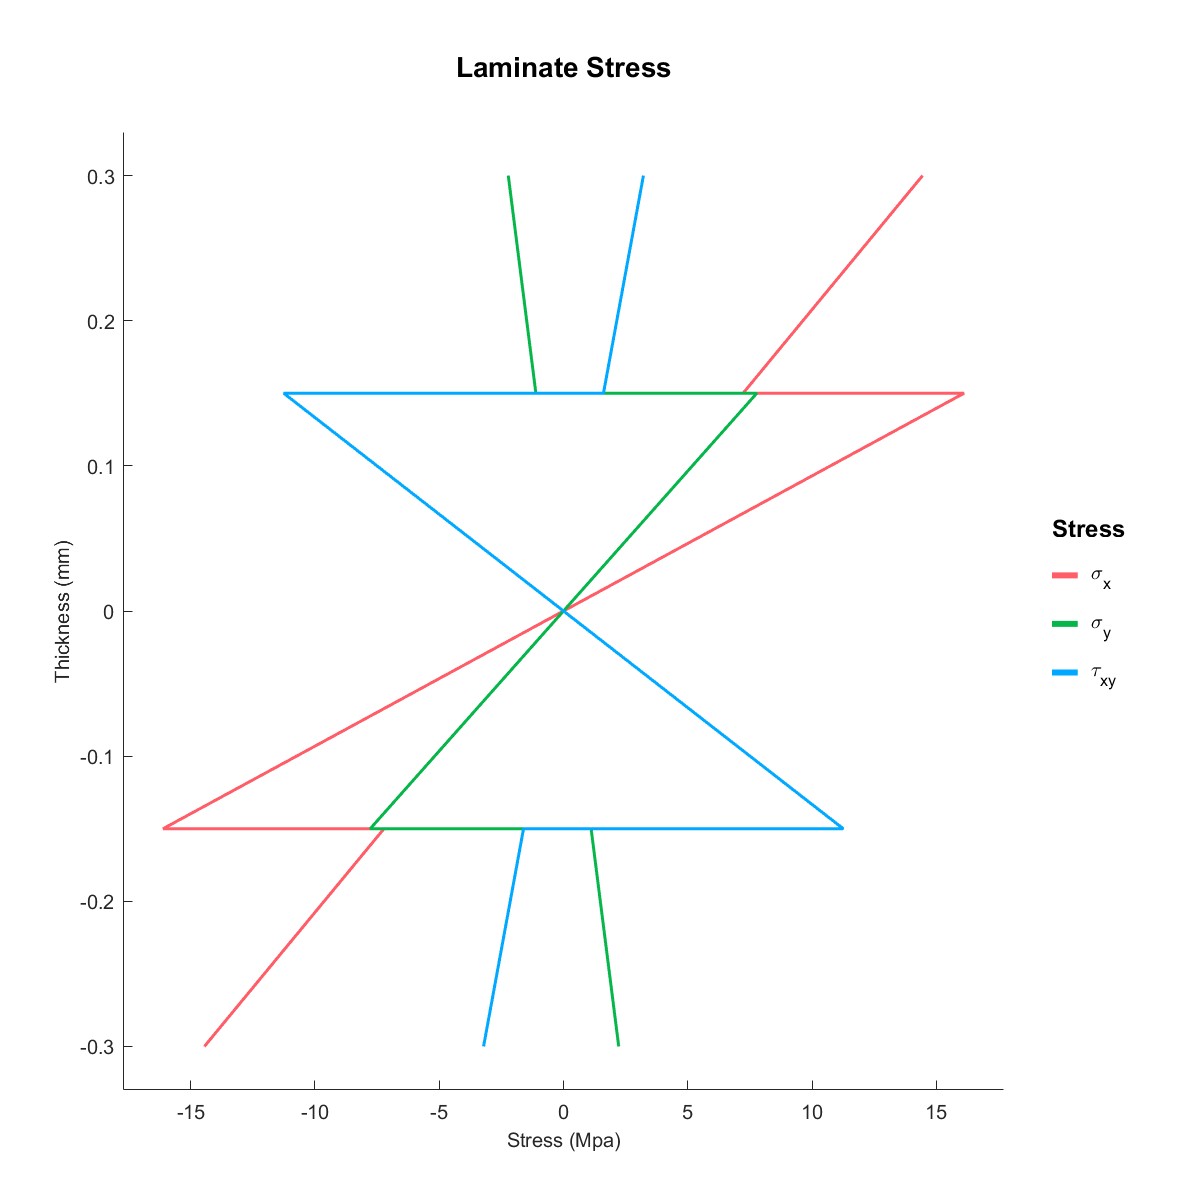 Laminate Stress
0.3
0.2
0.1
0
-0.1
-0.2
-0.3
Thickness (mm)
-15 -10 -5 0 5 10 15
Stress (Mpa)
Stress
σx
σy
τxy